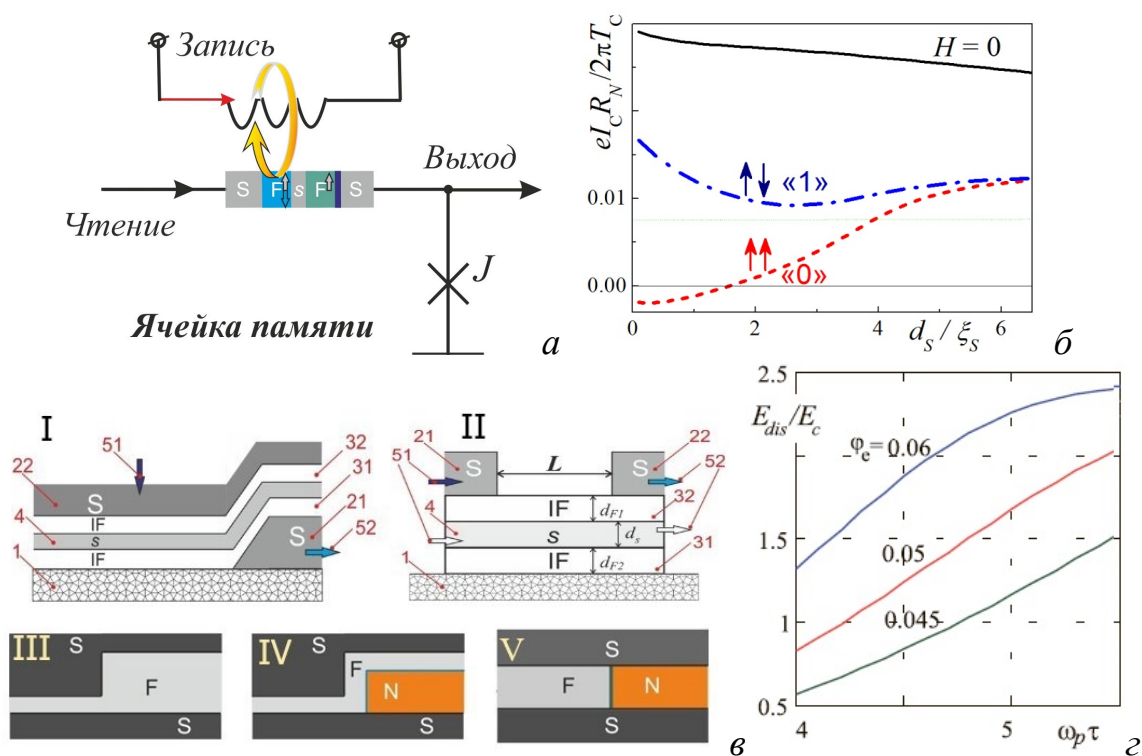 Запись
S F s F S
Выход
Чтение
J
Ячейка памяти
а
eI_C R_N/2πT_C
H = 0
«1»
0.01
«0»
0.00
0 2 4 6
d_S / ξ_S
б
I
51
32
31
22
S
21
4
IF
s
S
52
IF
1
II
21
22
51
S
L
S
52
IF
d_F1
32
4
s
d_s
31
IF
d_F2
1
III
S
F
S
IV
S
F
N
S
V
S
F
N
S
в
2.5
E_dis/E_c
φ_e = 0.06
2
1.5
0.05
0.045
1
0.5
4 5 ω_pτ
г